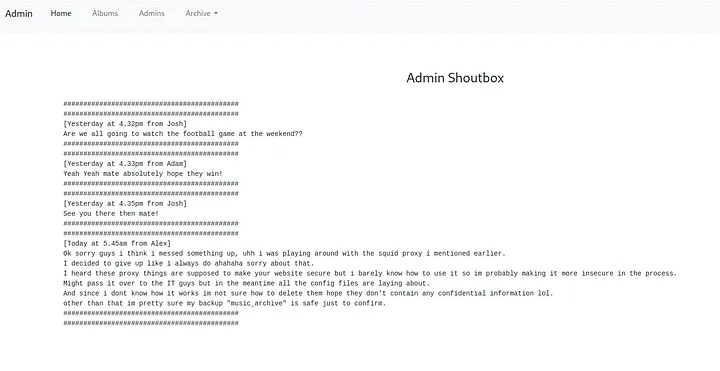 Admin Home Albums Admins Archive
Admin Shoutbox
############################################
############################################
[Yesterday at 4.32pm from Josh]
Are we all going to watch the football game at the weekend??
############################################
############################################
[Yesterday at 4.33pm from Adam]
Yeah Yeah mate absolutely hope they win!
############################################
############################################
[Yesterday at 4.35pm from Josh]
See you there then mate!
############################################
############################################
[Today at 5.45am from Alex]
Ok sorry guys i think i messed something up, uhh i was playing around with the squid proxy i mentioned earlier.
I decided to give up like i always do ahahaha sorry about that.
I heard these proxy things are supposed to make your website secure but i barely know how to use it so im probably making it more insecure in the process.
Might pass it over to the IT guys but in the meantime all the config files are laying about.
And since i dont know how it works im not sure how to delete them hope they don't contain any confidential information lol.
other than that im pretty sure my backup "music_archive" is safe just to confirm.
############################################
############################################